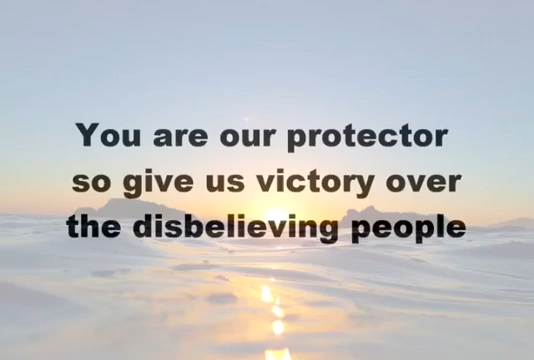 You are our protector
so give us victory over
the disbelieving people